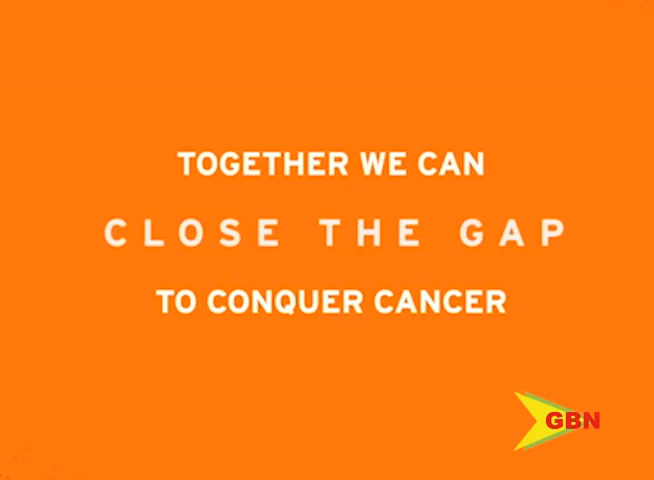 TOGETHER WE CAN
CLOSE THE GAP
TO CONQUER CANCER
GBN